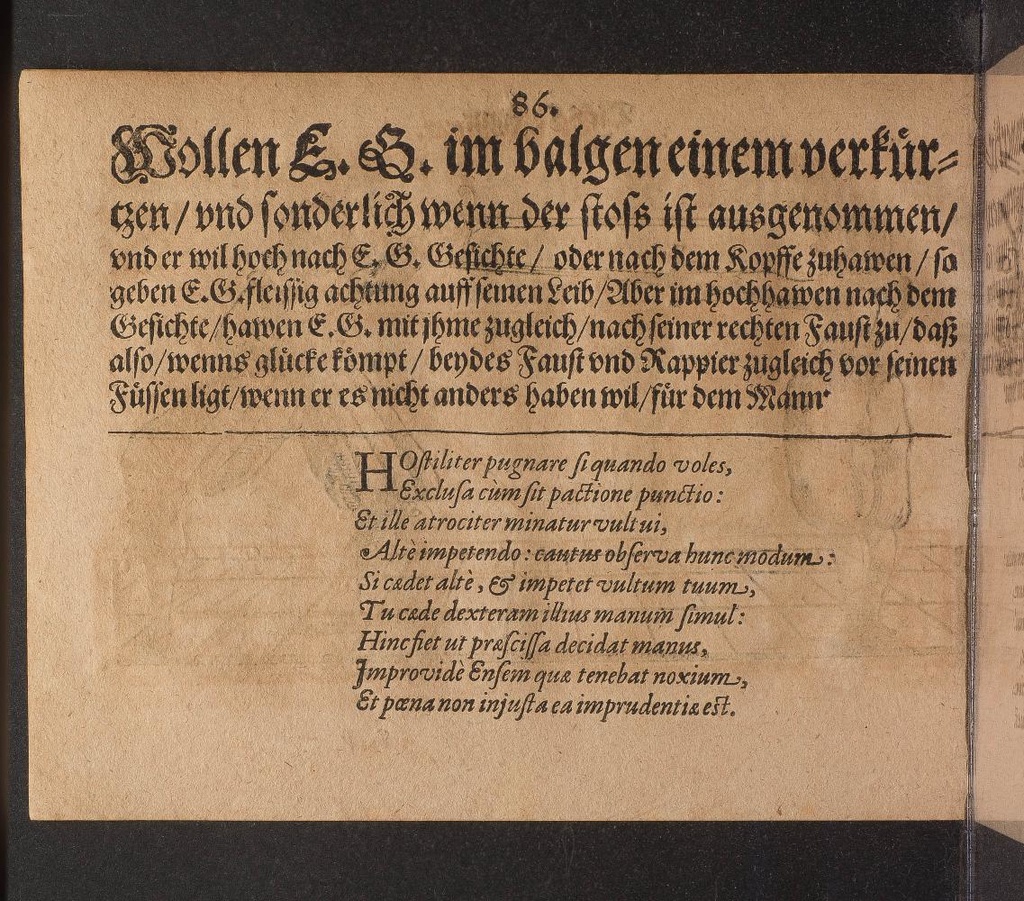 86.
Wollen E. G. im balgen einem verkür⸗
tzen / vnd ſonderlich wenn der ſtoſs iſt ausgenommen /
vnd er wil hoch nach E. G. Geſichte / oder nach dem Kopffe zuhawen / ſo
geben E. G. fleiſſig achtung auff ſeinen Leib / Aber im hochhawen nach dem
Geſichte / hawen E. G. mit jhme zugleich / nach ſeiner rechten Fauſt zu / daß
alſo / wenns glücke kömpt / beydes Fauſt vnd Rappier zugleich vor ſeinen
Füſſen ligt / wenn er es nicht anders haben wil / für dem Mann
HOſtiliter pugnare ſi quando voles,
Excluſa cùm ſit pactione punctio:
Et ille atrociter minatur vultui,
Altè impetendo: cautus obſerva hunc modum:
Si cædet altè, & impetet vultum tuum,
Tu cæde dexteram illius manum ſimul:
Hinc fiet ut præſciſſa decidat manus,
Improvidè Enſem quæ tenebat noxium,
Et pœna non injuſta ea imprudentiæ eſt.